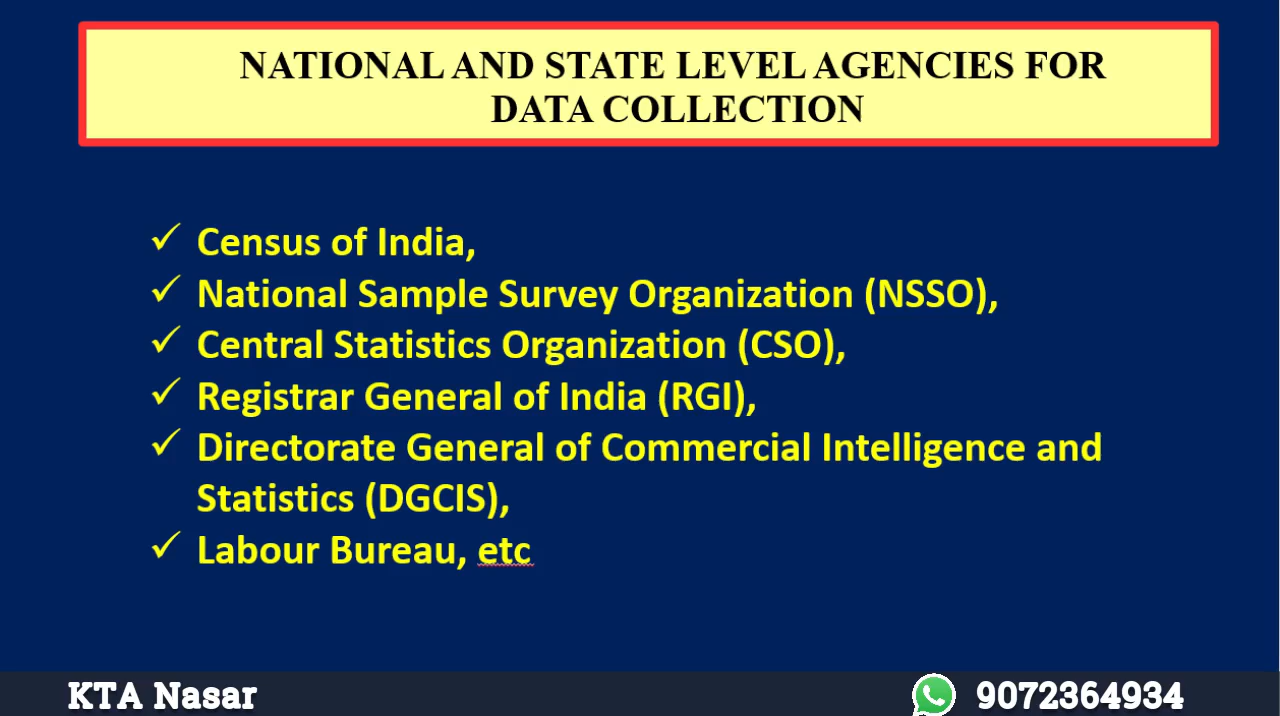 NATIONAL AND STATE LEVEL AGENCIES FOR
DATA COLLECTION
✓ Census of India,
✓ National Sample Survey Organization (NSSO),
✓ Central Statistics Organization (CSO),
✓ Registrar General of India (RGI),
✓ Directorate General of Commercial Intelligence and
Statistics (DGCIS),
✓ Labour Bureau, etc
KTA Nasar
9072364934